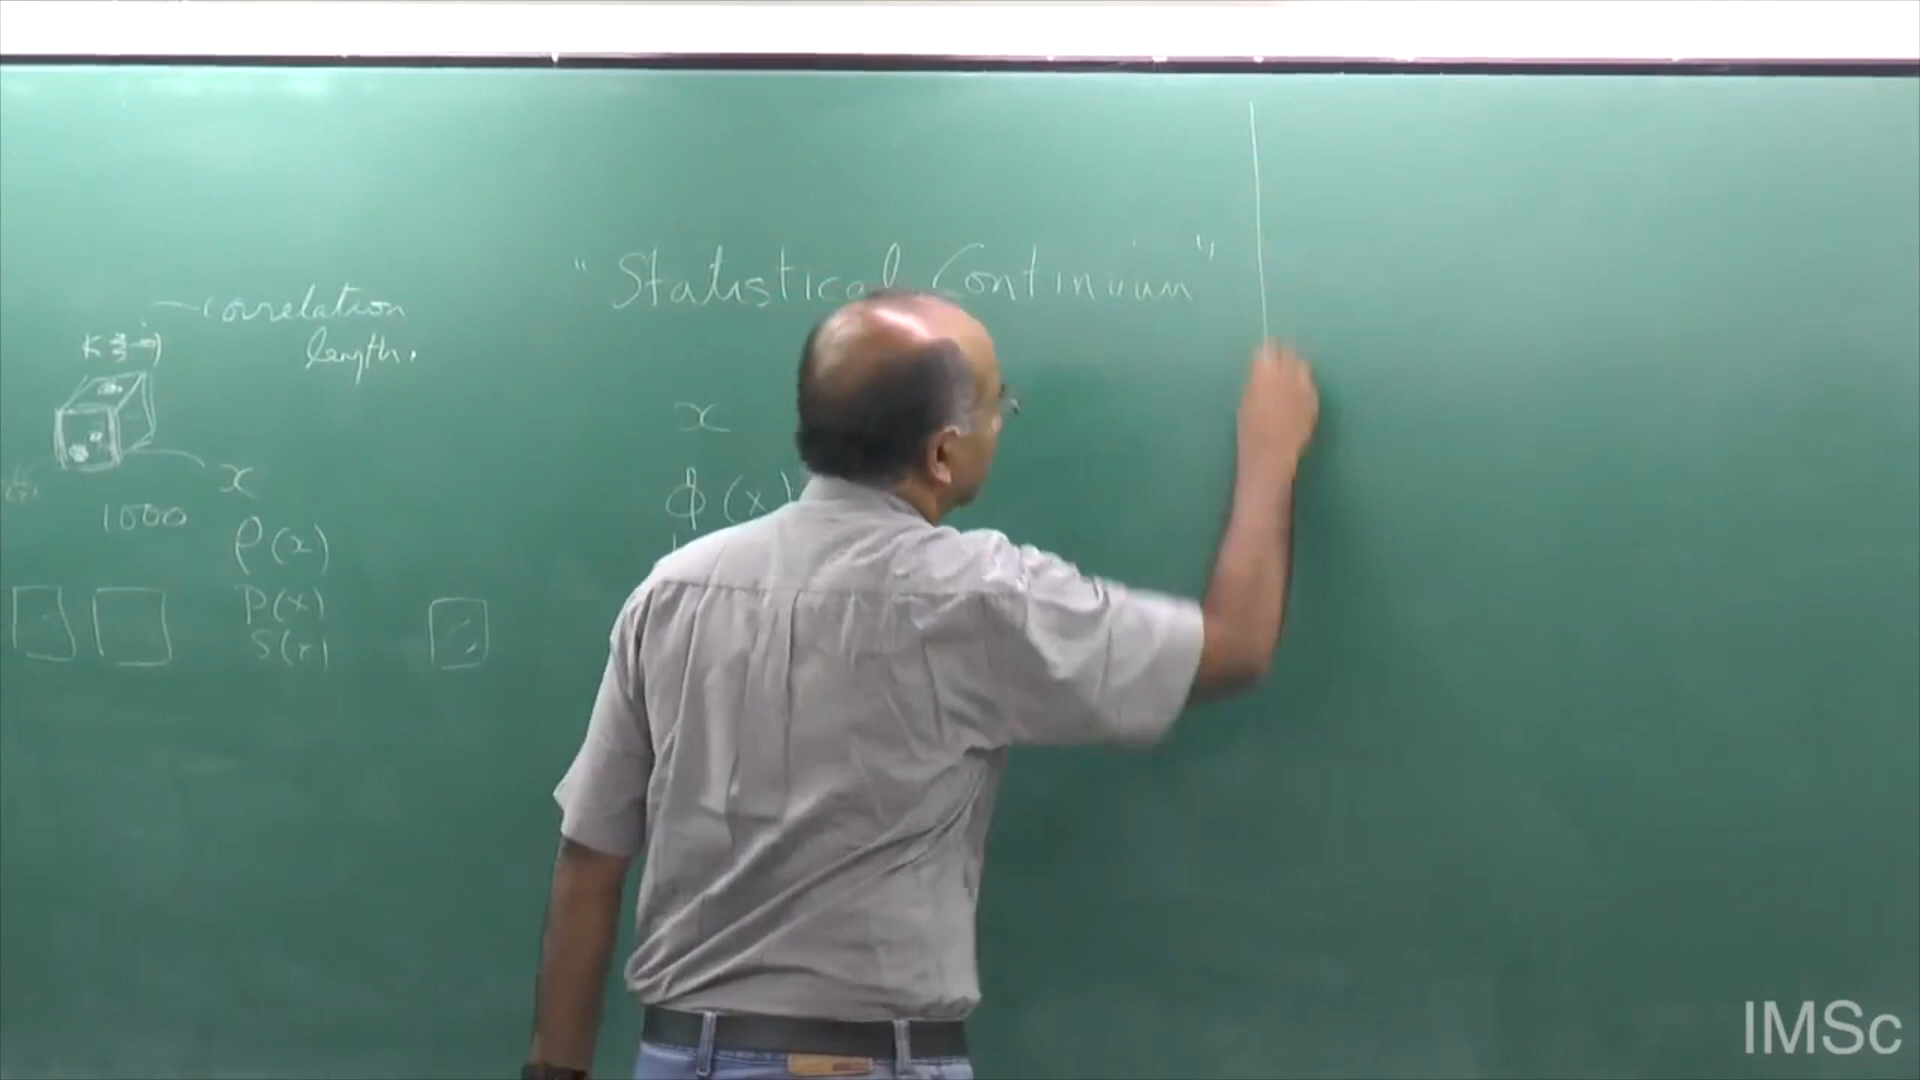 "Statistical Continuum"
correlation
length.
x
x
ϕ(x)
1000
ρ(x)
P(x)
S(x)
IMSc